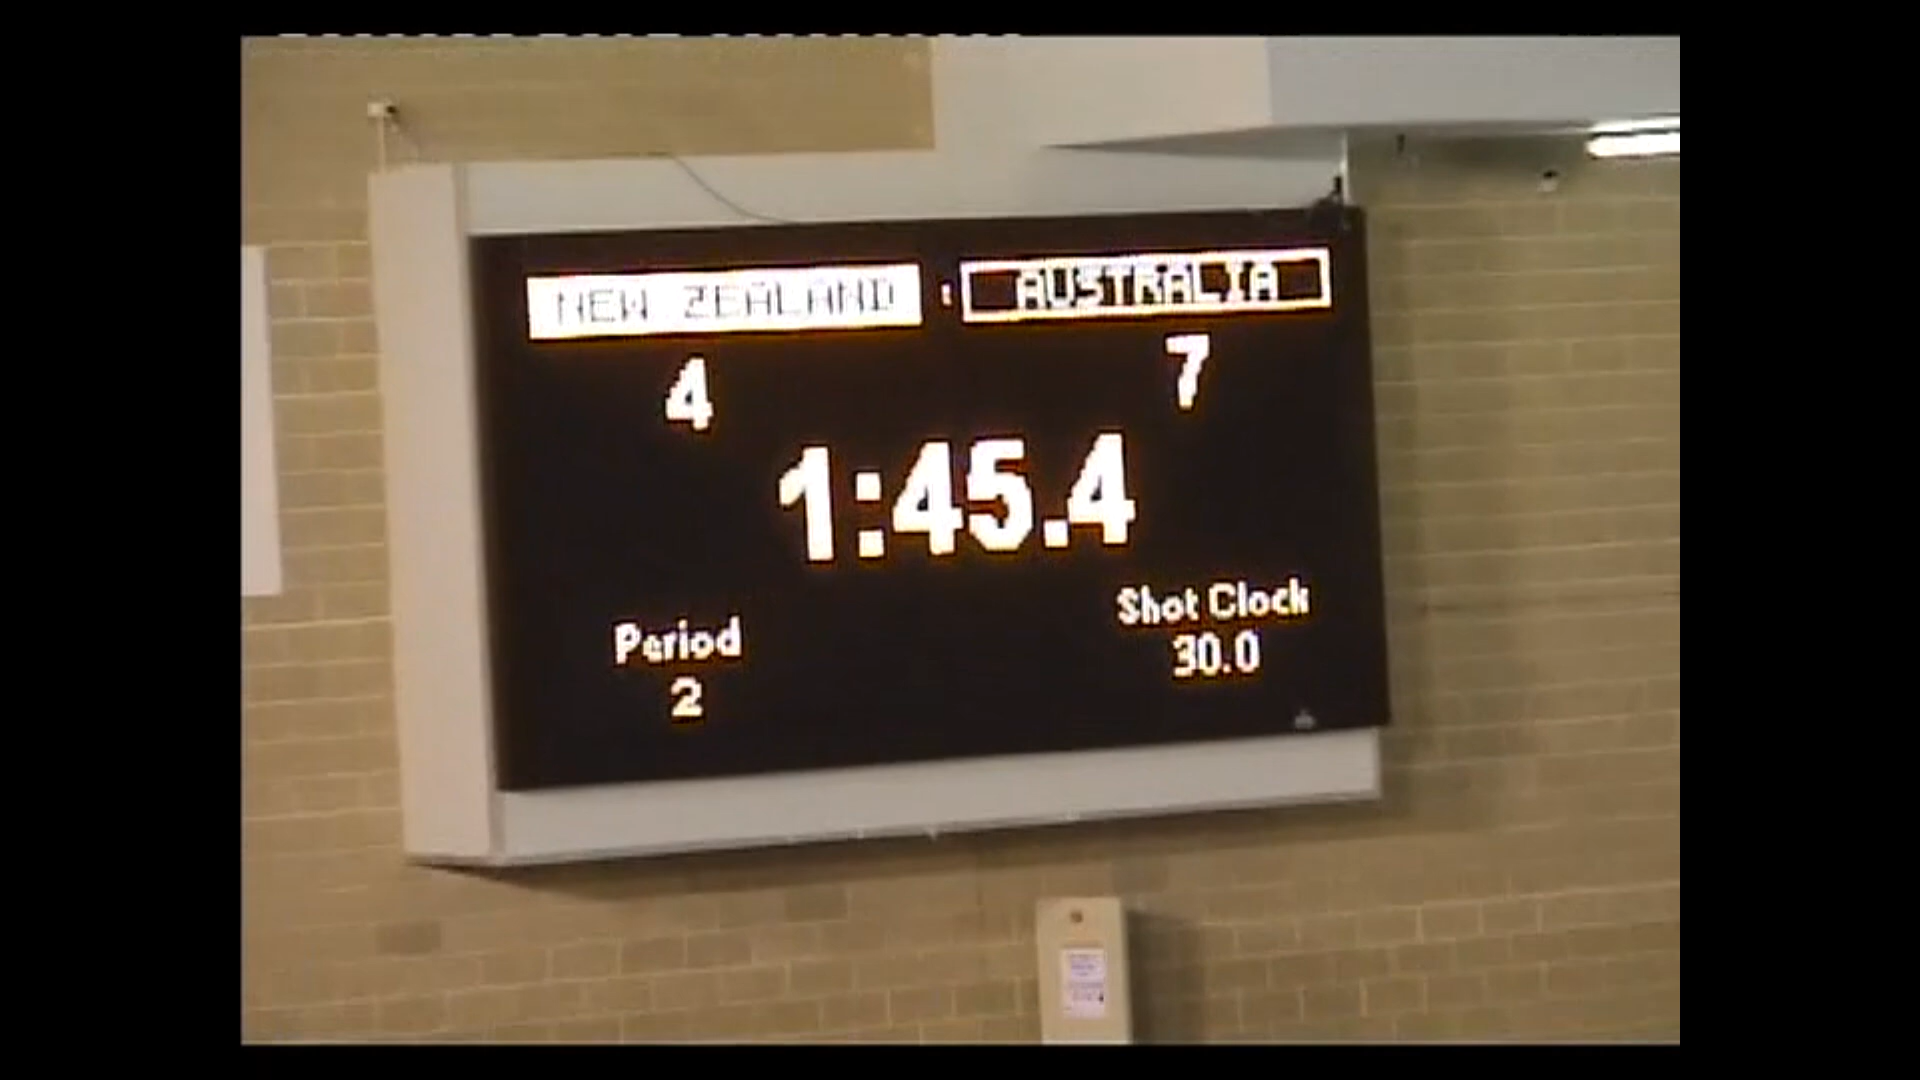 NEW ZEALAND : AUSTRALIA
4 7
1:45.4
Shot Clock
Period 30.0
2